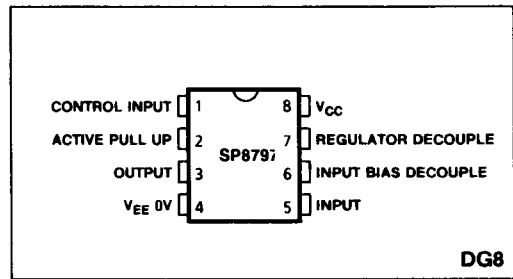 CONTROL INPUT 1 8 VCC
ACTIVE PULL UP 2 7 REGULATOR DECOUPLE
SP8797
OUTPUT 3 6 INPUT BIAS DECOUPLE
VEE 0V 4 5 INPUT
DG8